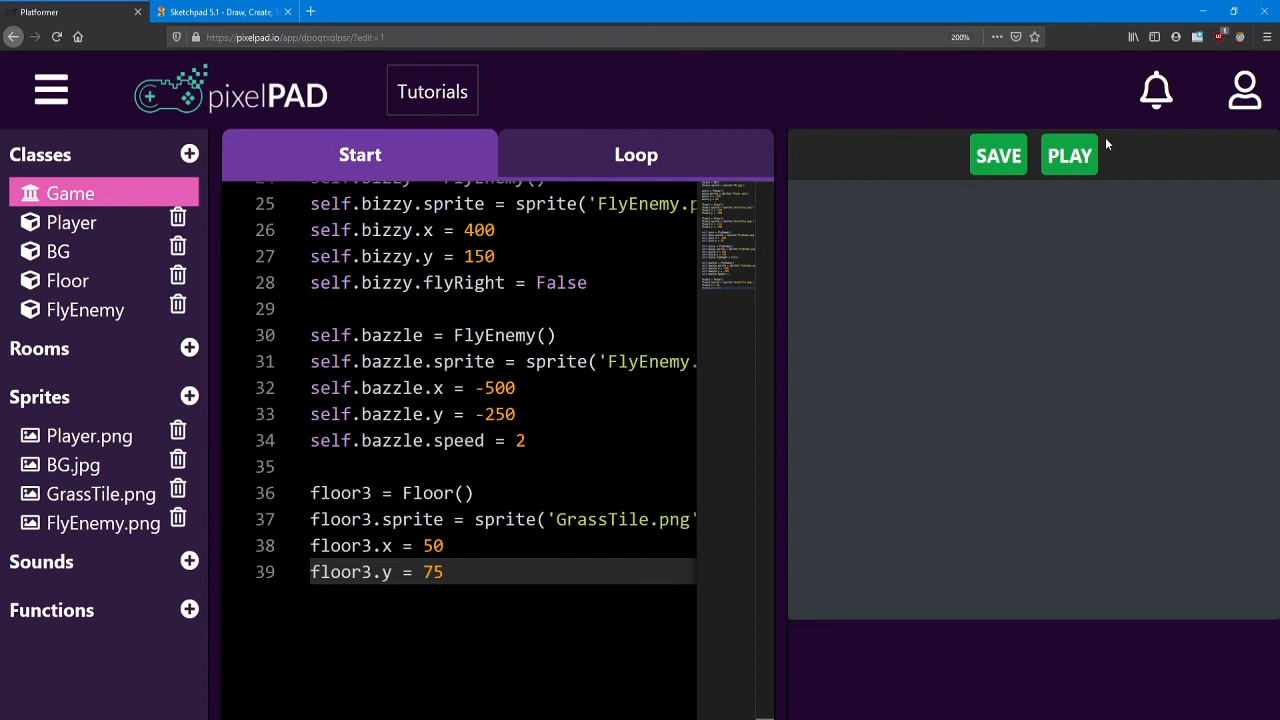 Platformer
Sketchpad 5.1 - Draw, Create, S
https://pixelpad.io/app/dpoqtxqlpsr/?edit=1
200%
pixelPAD
Tutorials
Classes
Game
Player
BG
Floor
FlyEnemy
Rooms
Sprites
Player.png
BG.jpg
GrassTile.png
FlyEnemy.png
Sounds
Functions
Start
Loop
25 self.bizzy.sprite = sprite('FlyEnemy.p
26 self.bizzy.x = 400
27 self.bizzy.y = 150
28 self.bizzy.flyRight = False
29
30 self.bazzle = FlyEnemy()
31 self.bazzle.sprite = sprite('FlyEnemy.
32 self.bazzle.x = -500
33 self.bazzle.y = -250
34 self.bazzle.speed = 2
35
36 floor3 = Floor()
37 floor3.sprite = sprite('GrassTile.png'
38 floor3.x = 50
39 floor3.y = 75
SAVE
PLAY